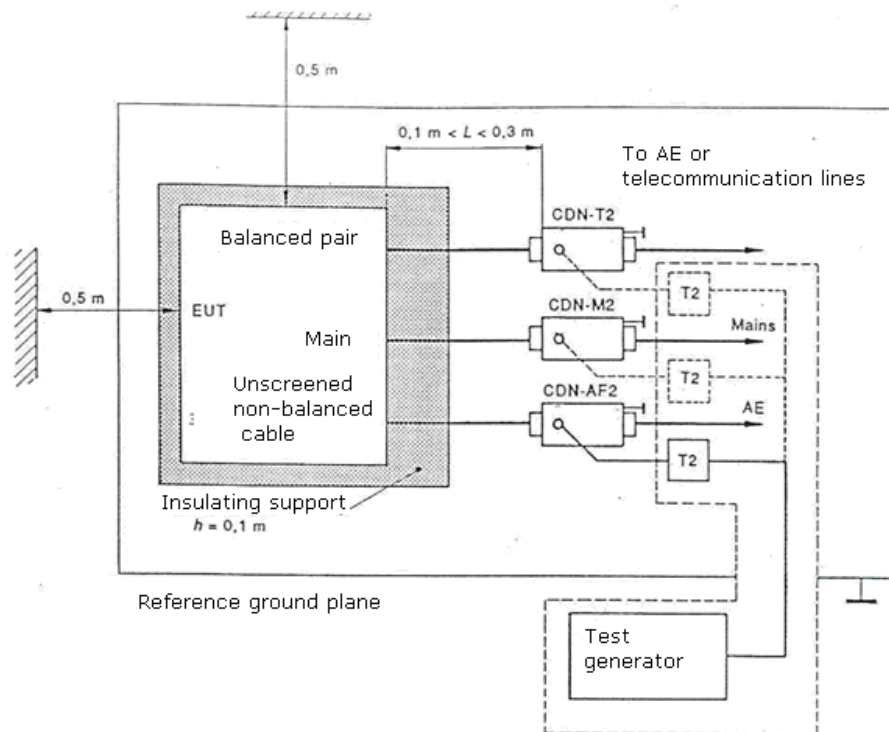 0,5 m
0,1 m < L < 0,3 m
To AE or
telecommunication lines
CDN-T2
Balanced pair
T2
0,5 m
EUT
CDN-M2
Mains
Main
T2
Unscreened
non-balanced
cable
CDN-AF2
AE
T2
Insulating support
h = 0,1 m
Reference ground plane
Test
generator